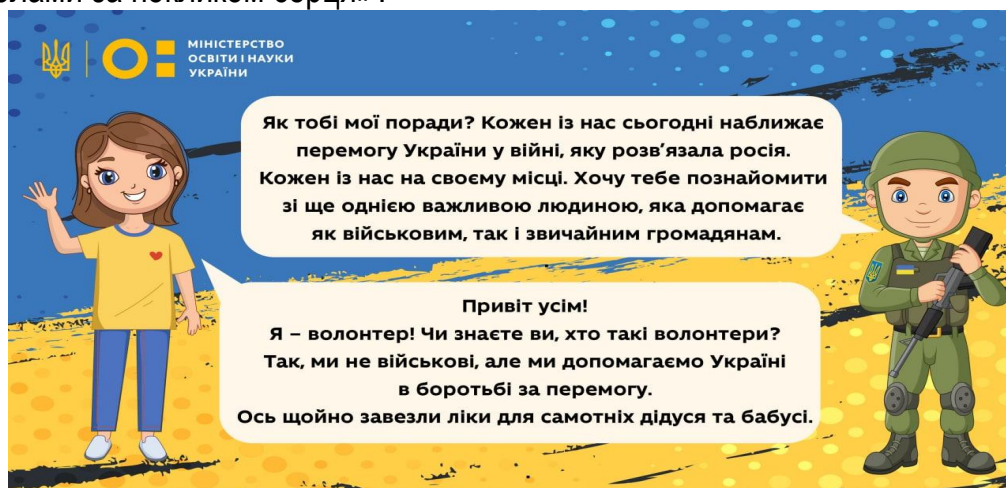 за покликом серця».
МІНІСТЕРСТВО
ОСВІТИ І НАУКИ
УКРАЇНИ
Як тобі мої поради? Кожен із нас сьогодні наближає
перемогу України у війні, яку розв’язала росія.
Кожен із нас на своєму місці. Хочу тебе познайомити
зі ще однією важливою людиною, яка допомагає
як військовим, так і звичайним громадянам.
Привіт усім!
Я – волонтер! Чи знаєте ви, хто такі волонтери?
Так, ми не військові, але ми допомагаємо Україні
в боротьбі за перемогу.
Ось щойно завезли ліки для самотніх дідуся та бабусі.